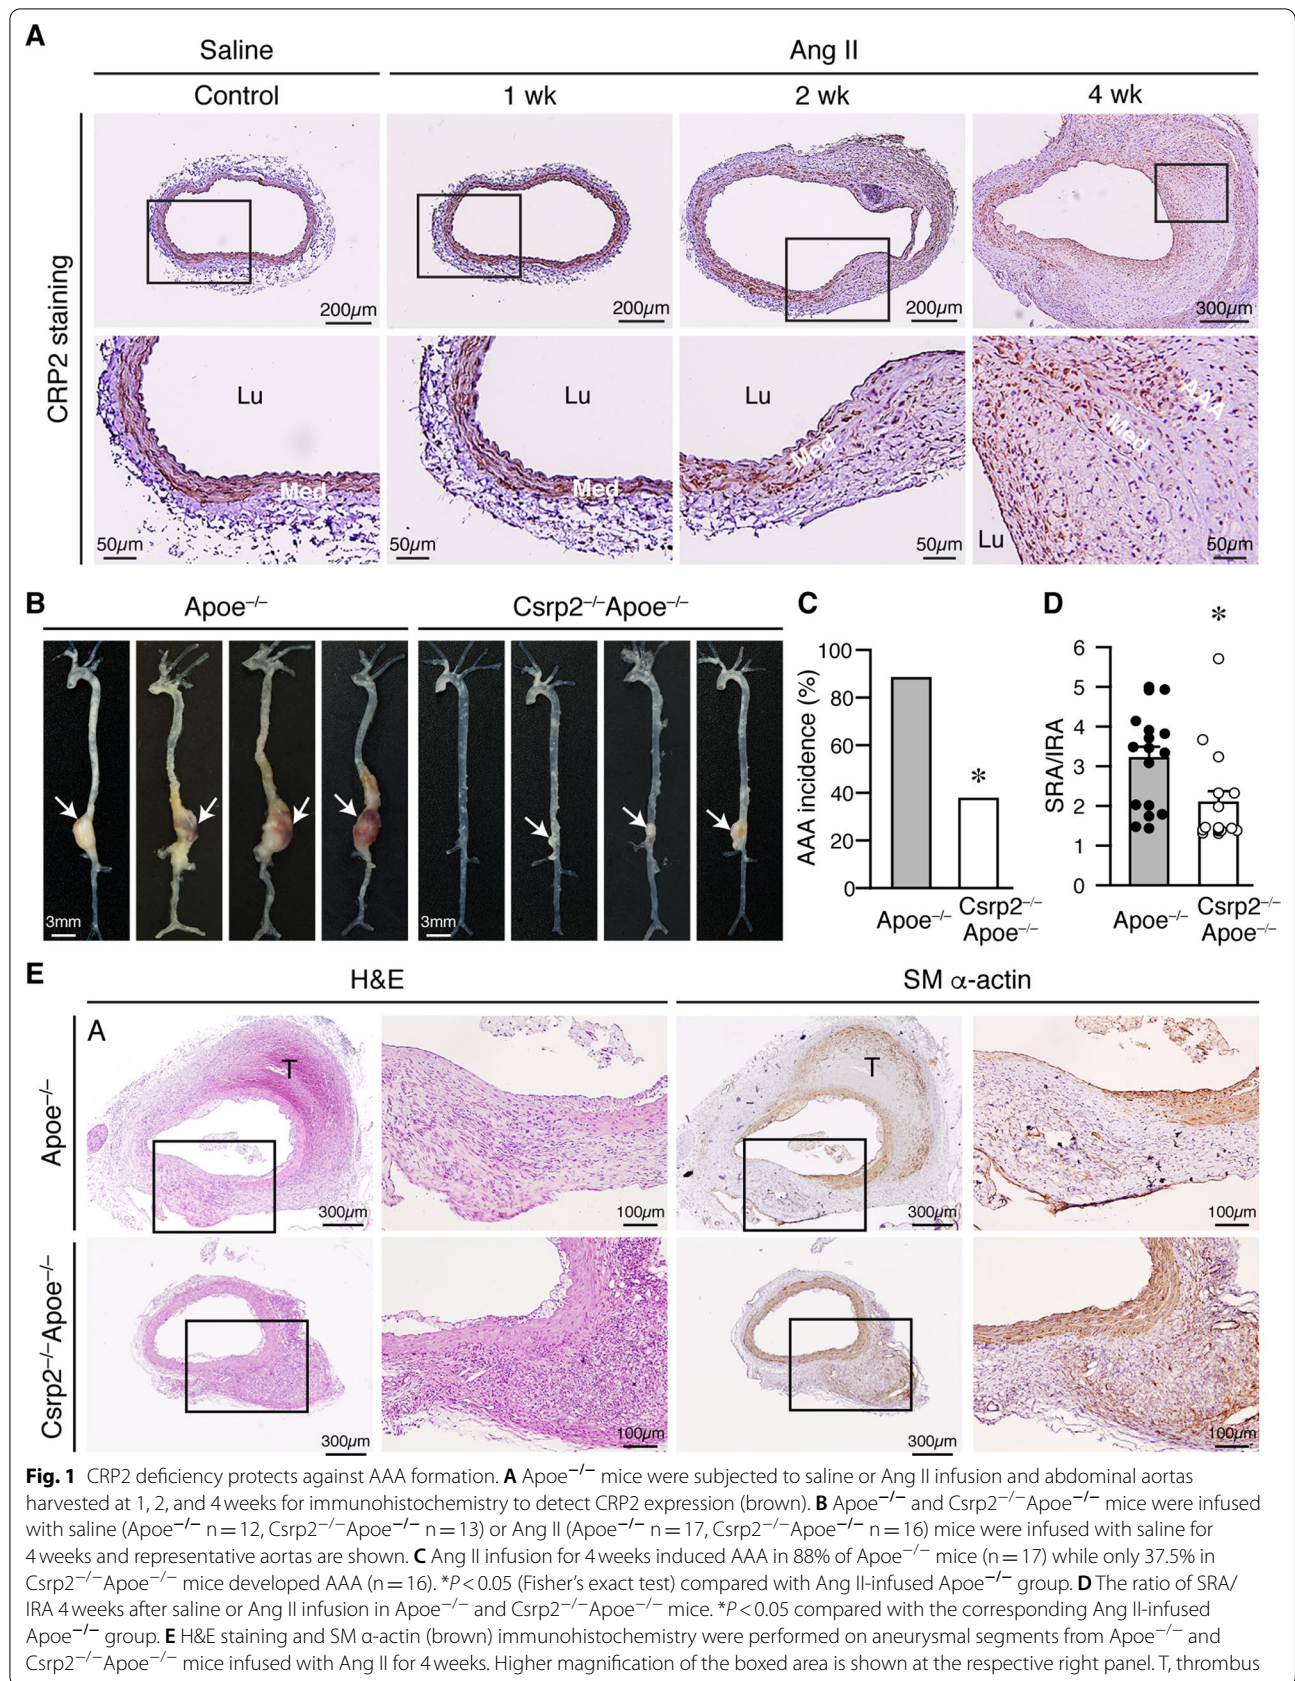 A
Saline
Ang II
Control
1 wk
2 wk
4 wk
CRP2 staining
200µm
200µm
200µm
300µm
Lu
Med
50µm
Lu
Med
50µm
Lu
Med
50µm
AAA
Med
Lu
50µm
B
Apoe–/–
Csrp2–/–Apoe–/–
3mm
3mm
C
AAA incidence (%)
100
80
60
40
20
0
*
Apoe–/–
Csrp2–/–
Apoe–/–
D
*
SRA/IRA
6
5
4
3
2
1
0
Apoe–/–
Csrp2–/–
Apoe–/–
E
H&E
SM α-actin
Apoe–/–
A
T
300µm
100µm
T
300µm
100µm
Csrp2–/–Apoe–/–
300µm
100µm
300µm
100µm
Fig. 1 CRP2 deficiency protects against AAA formation. A Apoe−/− mice were subjected to saline or Ang II infusion and abdominal aortas
harvested at 1, 2, and 4 weeks for immunohistochemistry to detect CRP2 expression (brown). B Apoe−/− and Csrp2−/−Apoe−/− mice were infused
with saline (Apoe−/− n = 12, Csrp2−/−Apoe−/− n = 13) or Ang II (Apoe−/− n = 17, Csrp2−/−Apoe−/− n = 16) mice were infused with saline for
4 weeks and representative aortas are shown. C Ang II infusion for 4 weeks induced AAA in 88% of Apoe−/− mice (n = 17) while only 37.5% in
Csrp2−/−Apoe−/− mice developed AAA (n = 16). *P < 0.05 (Fisher's exact test) compared with Ang II-infused Apoe−/− group. D The ratio of SRA/
IRA 4 weeks after saline or Ang II infusion in Apoe−/− and Csrp2−/−Apoe−/− mice. *P < 0.05 compared with the corresponding Ang II-infused
Apoe−/− group. E H&E staining and SM α-actin (brown) immunohistochemistry were performed on aneurysmal segments from Apoe−/− and
Csrp2−/−Apoe−/− mice infused with Ang II for 4 weeks. Higher magnification of the boxed area is shown at the respective right panel. T, thrombus